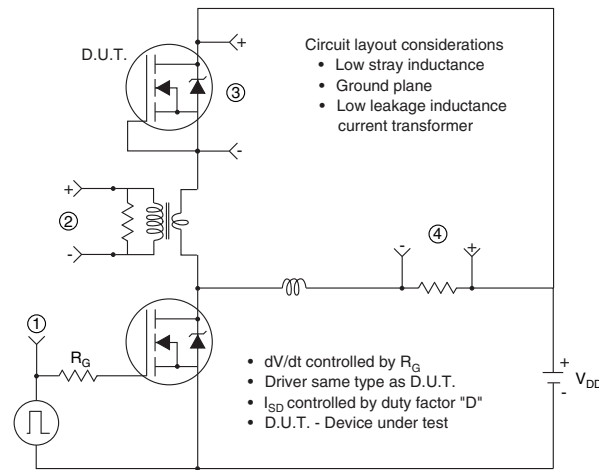 D.U.T.
+
③
-
Circuit layout considerations
• Low stray inductance
• Ground plane
• Low leakage inductance
current transformer
+
②
-
-
④
+
①
R_G
• dV/dt controlled by R_G
• Driver same type as D.U.T.
• I_SD controlled by duty factor "D"
• D.U.T. - Device under test
+
-
V_DD